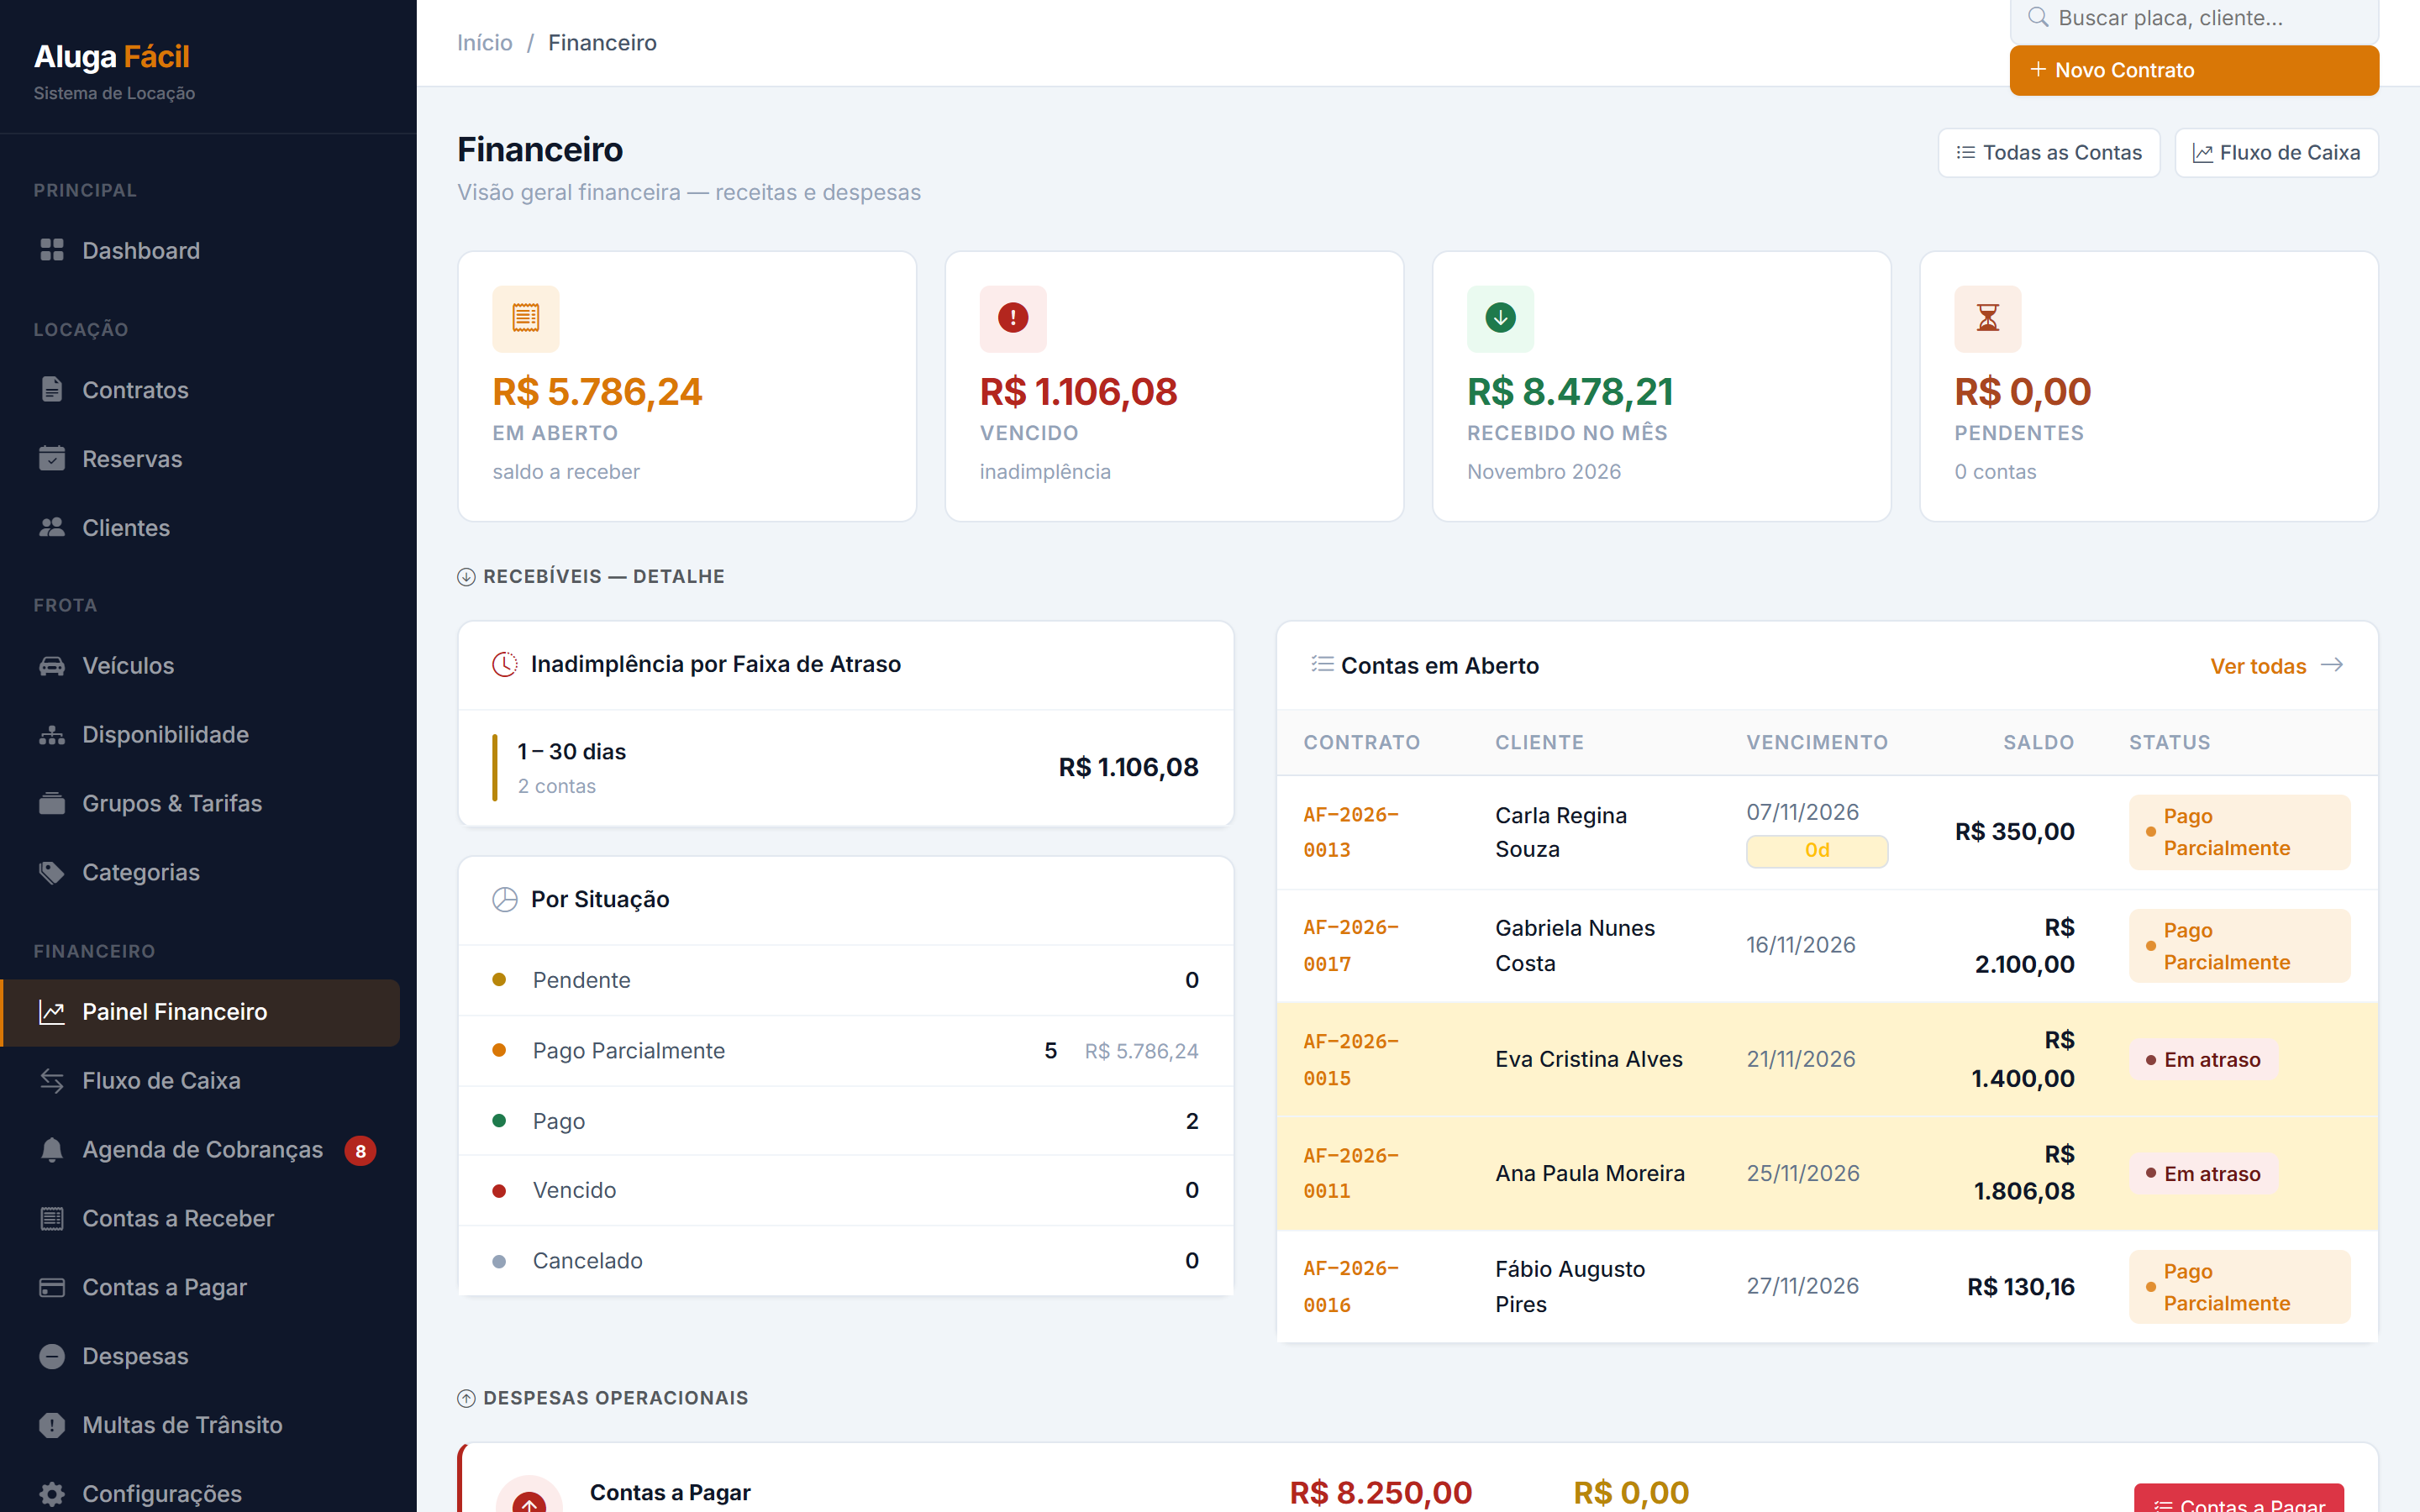 Aluga Fácil
Sistema de Locação
PRINCIPAL
Dashboard
LOCAÇÃO
Contratos
Reservas
Clientes
FROTA
Veículos
Disponibilidade
Grupos & Tarifas
Categorias
FINANCEIRO
Painel Financeiro
Fluxo de Caixa
Agenda de Cobranças 8
Contas a Receber
Contas a Pagar
Despesas
Multas de Trânsito
Configurações
Início / Financeiro
Buscar placa, cliente...
Novo Contrato
Financeiro
Visão geral financeira — receitas e despesas
Todas as Contas
Fluxo de Caixa
R$ 5.786,24
EM ABERTO
saldo a receber
R$ 1.106,08
VENCIDO
inadimplência
R$ 8.478,21
RECEBIDO NO MÊS
Novembro 2026
R$ 0,00
PENDENTES
0 contas
RECEBÍVEIS — DETALHE
Inadimplência por Faixa de Atraso
1 – 30 dias
2 contas
R$ 1.106,08
Por Situação
Pendente 0
Pago Parcialmente 5 R$ 5.786,24
Pago 2
Vencido 0
Cancelado 0
Contas em Aberto
Ver todas
CONTRATO CLIENTE VENCIMENTO SALDO STATUS
AF-2026-
0013
Carla Regina
Souza
07/11/2026
0d
R$ 350,00
Pago
Parcialmente
AF-2026-
0017
Gabriela Nunes
Costa
16/11/2026
R$
2.100,00
Pago
Parcialmente
AF-2026-
0015
Eva Cristina Alves
21/11/2026
R$
1.400,00
Em atraso
AF-2026-
0011
Ana Paula Moreira
25/11/2026
R$
1.806,08
Em atraso
AF-2026-
0016
Fábio Augusto
Pires
27/11/2026
R$ 130,16
Pago
Parcialmente
DESPESAS OPERACIONAIS
Contas a Pagar
R$ 8.250,00
R$ 0,00
Contas a Pagar